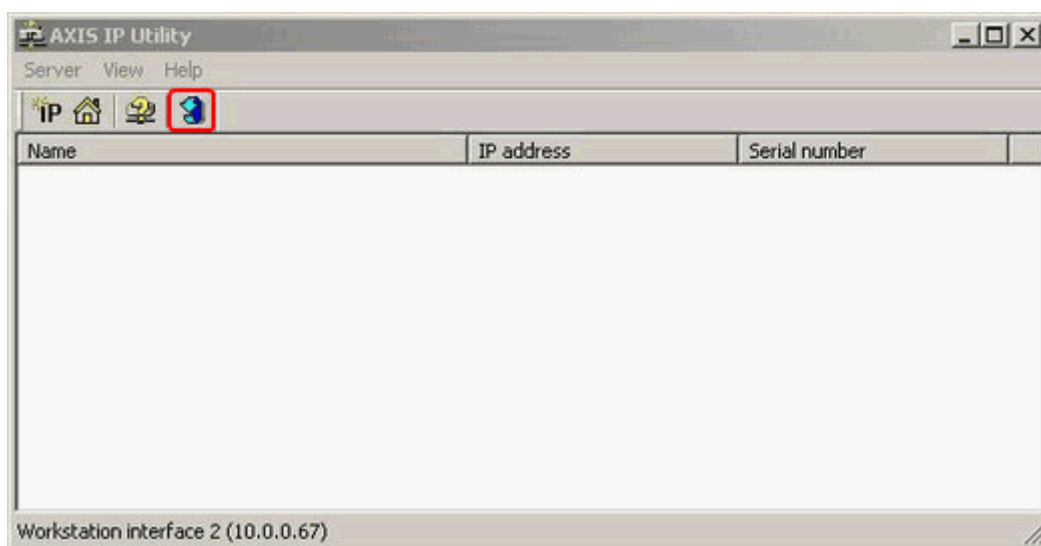 AXIS IP Utility
Server View Help
IP
Name IP address Serial number
Workstation interface 2 (10.0.0.67)